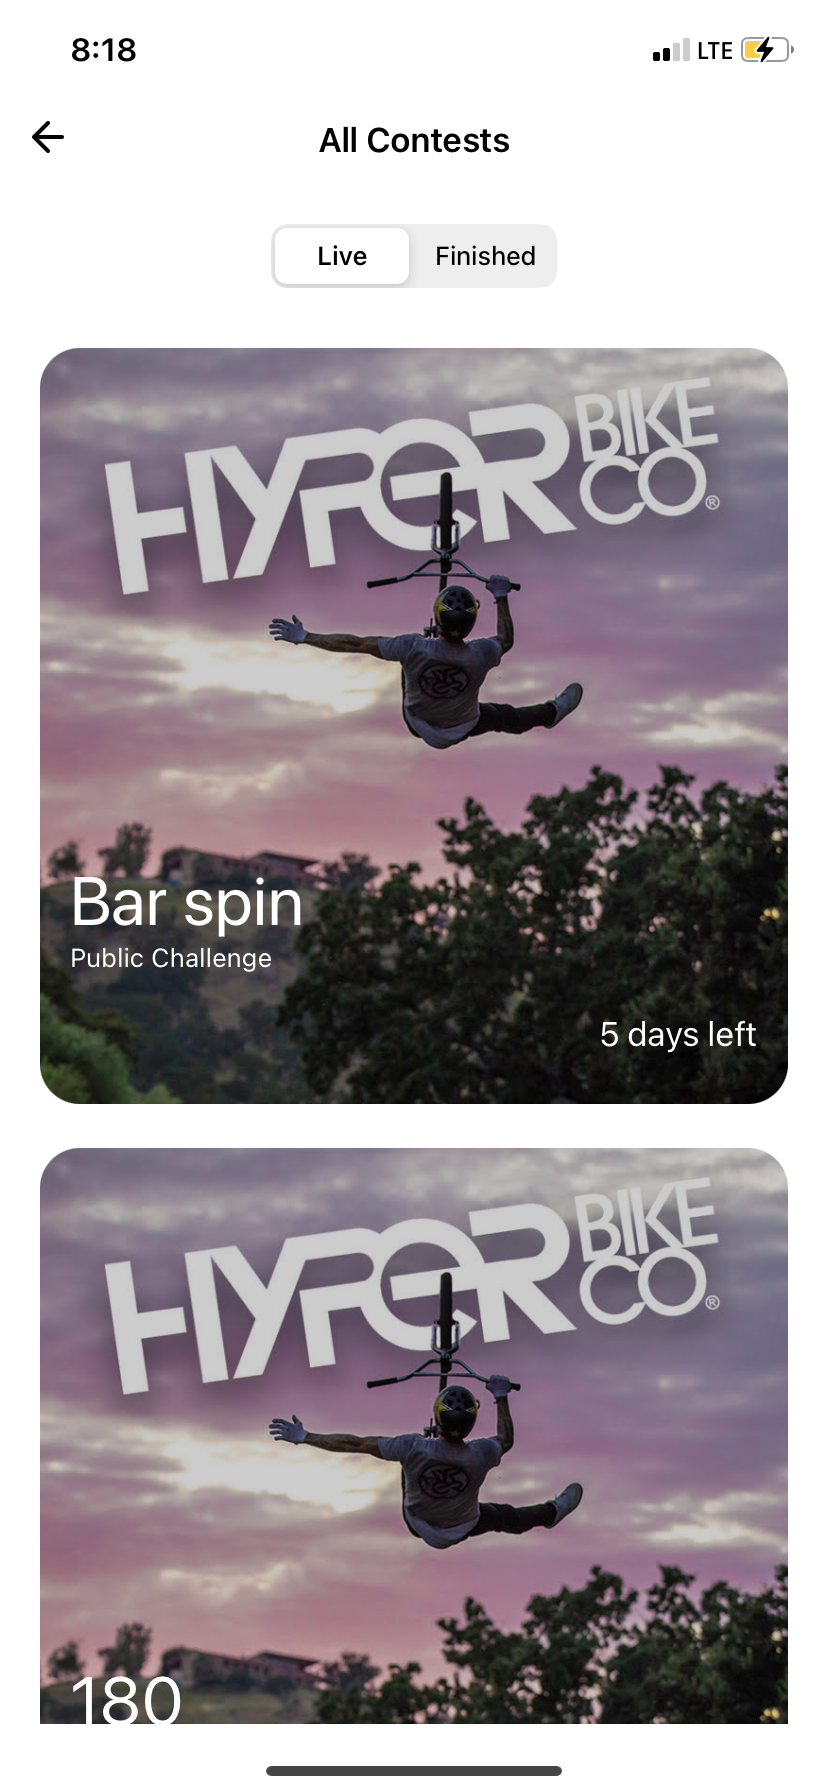 8:18
LTE
All Contests
Live
Finished
HYPER BIKE CO.®
Bar spin
Public Challenge
5 days left
HYPER BIKE CO.®
180